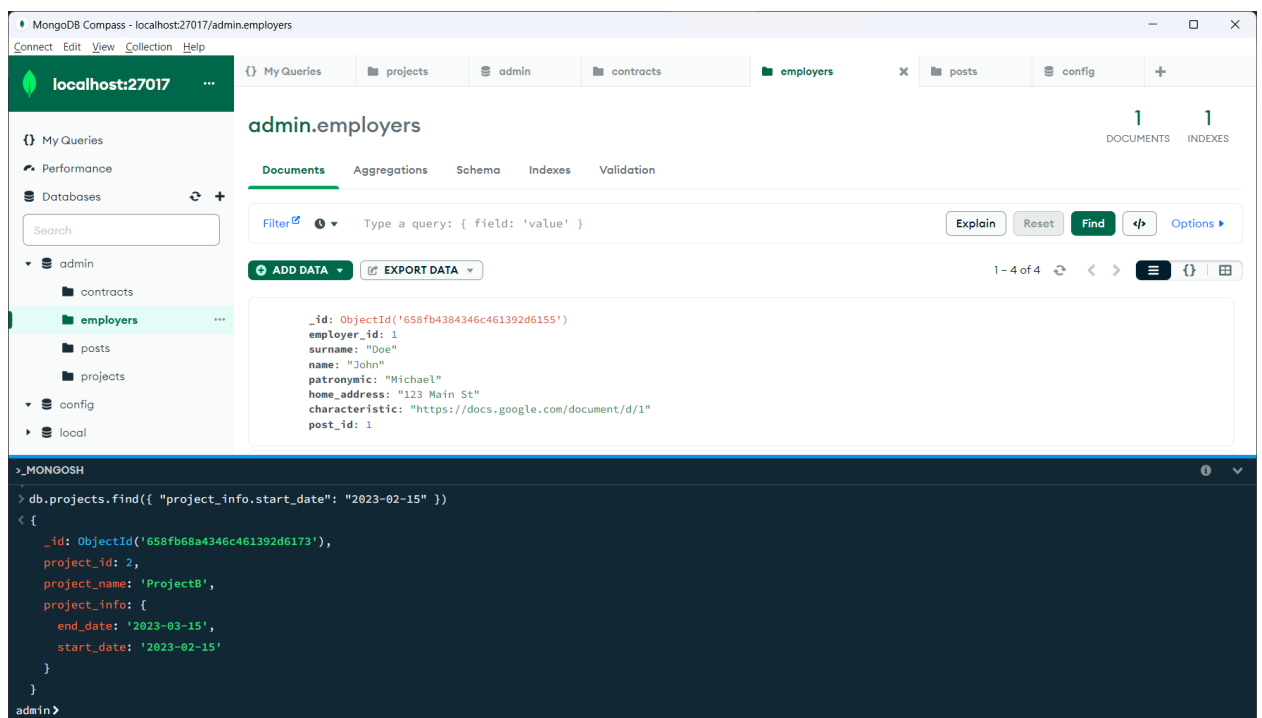 MongoDB Compass - localhost:27017/admin.employers
Connect Edit View Collection Help
localhost:27017 ...
{} My Queries projects admin contracts employers posts config +
admin.employers
1 DOCUMENTS 1 INDEXES
{} My Queries
Performance
Databases
Search
admin
contracts
employers ...
posts
projects
config
local
Documents Aggregations Schema Indexes Validation
Filter Type a query: { field: 'value' } Explain Reset Find </> Options
ADD DATA EXPORT DATA 1 – 4 of 4 {}
_id: ObjectId('658fb4384346c461392d6155')
employer_id: 1
surname: "Doe"
name: "John"
patronymic: "Michael"
home_address: "123 Main St"
characteristic: "https://docs.google.com/document/d/1"
post_id: 1
>_MONGOSH
> db.projects.find({ "project_info.start_date": "2023-02-15" })
< {
_id: ObjectId('658fb68a4346c461392d6173'),
project_id: 2,
project_name: 'ProjectB',
project_info: {
end_date: '2023-03-15',
start_date: '2023-02-15'
}
}
admin>